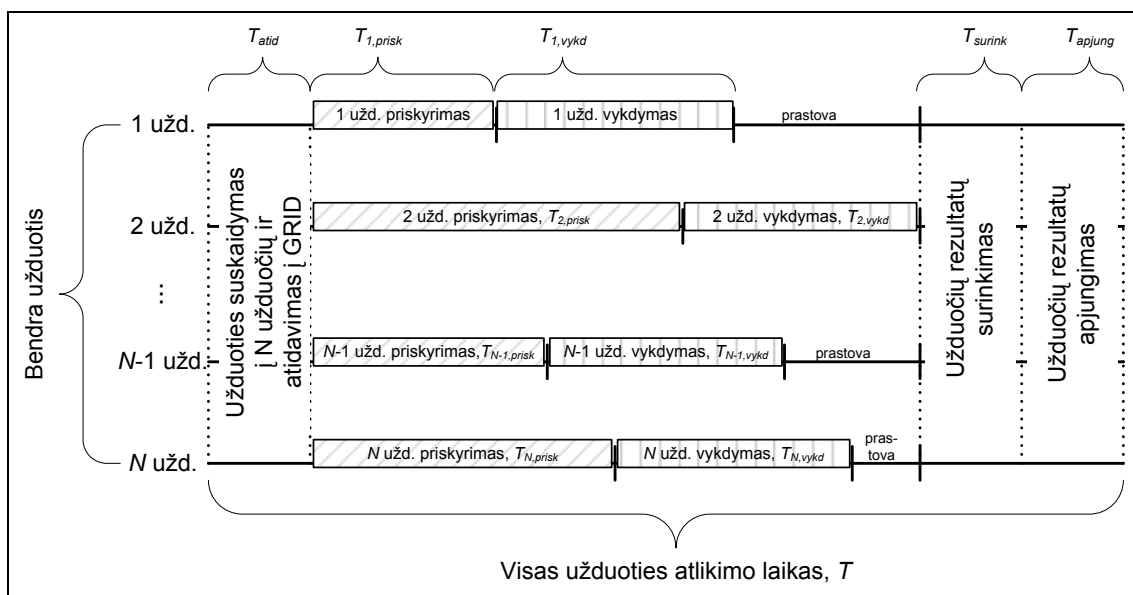 T_atid T_1,prisk T_1,vykd T_surink T_apjung
1 užd. 1 užd. priskyrimas 1 užd. vykdymas prastova
2 užd. 2 užd. priskyrimas, T_2,prisk 2 užd. vykdymas, T_2,vykd
...
N-1 užd. N-1 užd. priskyrimas,T_N-1,prisk N-1 užd. vykdymas, T_N-1,vykd prastova
N užd. N užd. priskyrimas, T_N,prisk N užd. vykdymas, T_N,vykd pras-
tova
Bendra užduotis
Užduoties suskaidymas
į N užduočių ir
atidavimas į GRID
Užduočių rezultatų
surinkimas
Užduočių rezultatų
apjungimas
Visas užduoties atlikimo laikas, T